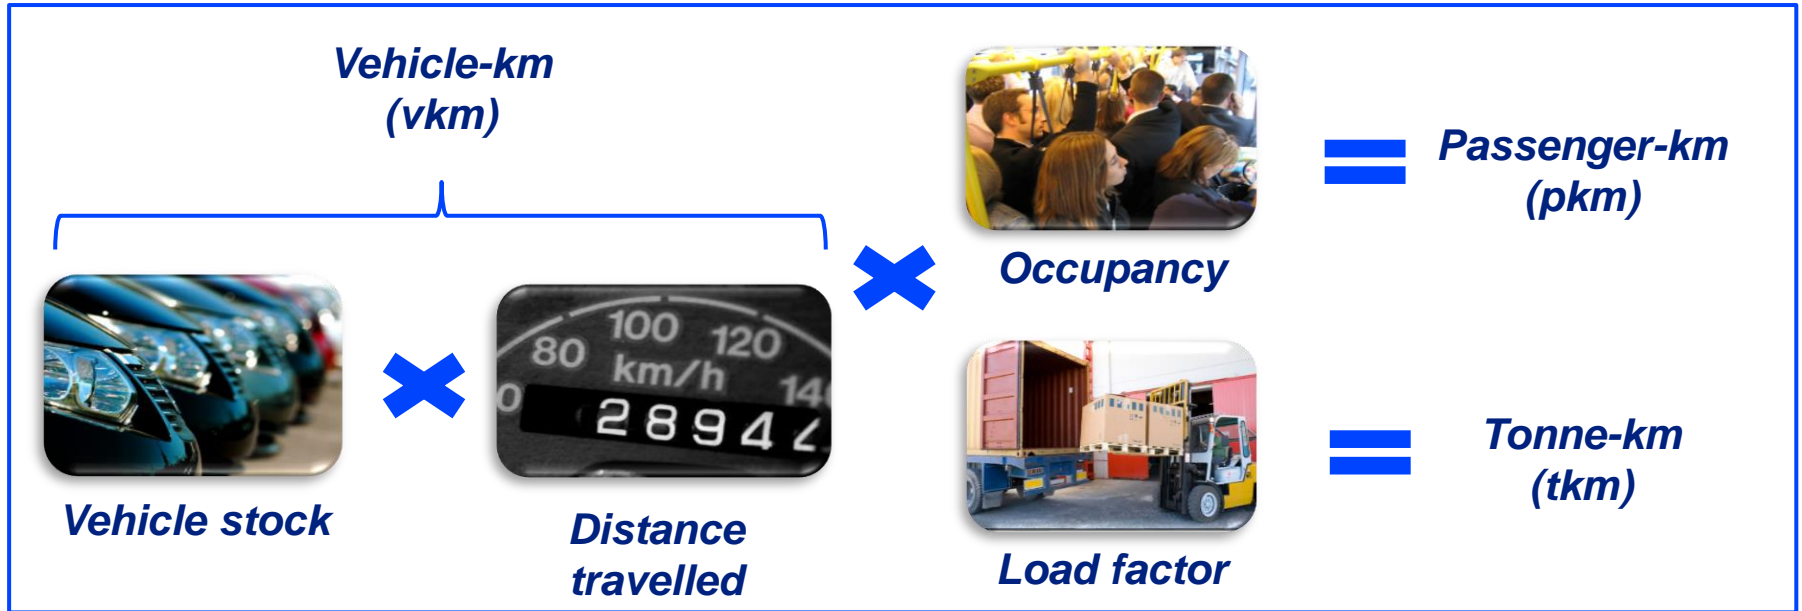 Vehicle-km
(vkm)
Vehicle stock
80
100
120
km/h
Distance
travelled
Occupancy
Passenger-km
(pkm)
Load factor
Tonne-km
(tkm)
2894